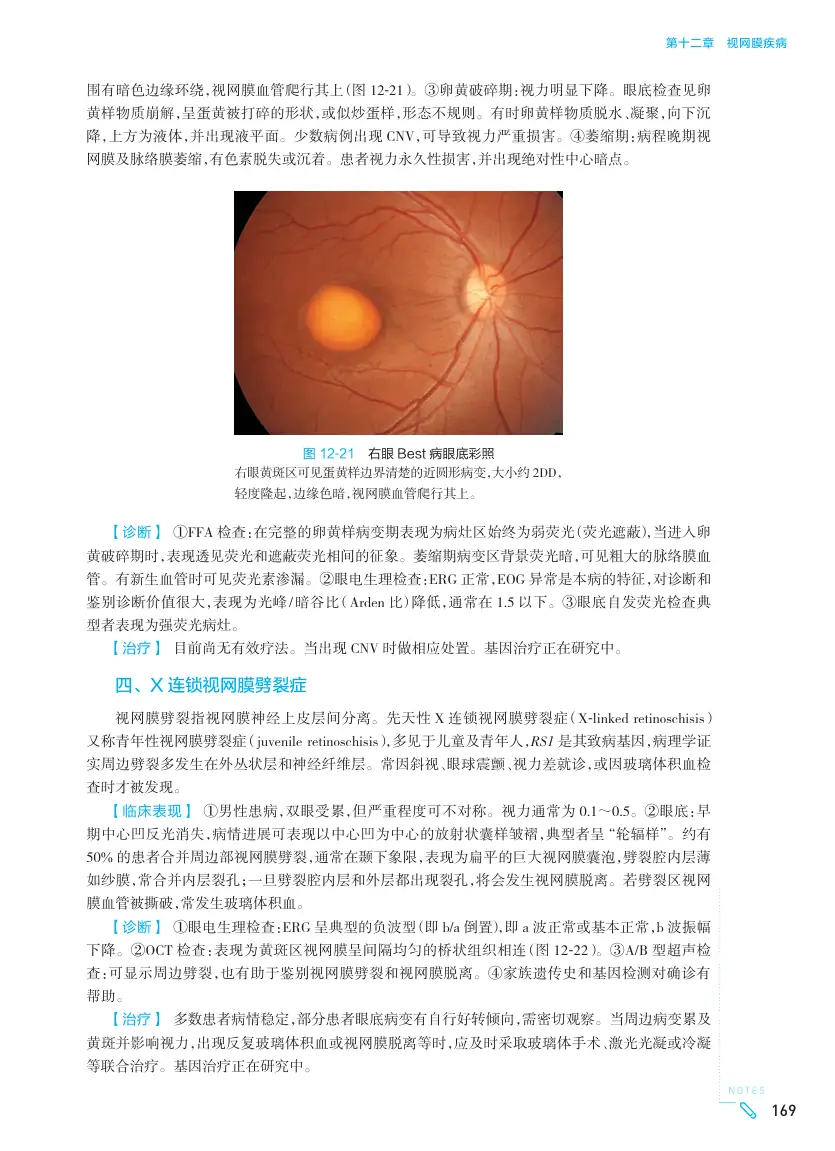 第十二章 视网膜疾病
围有暗色边缘环绕,视网膜血管爬行其上(图 12-21)。③卵黄破碎期:视力明显下降。眼底检查见卵
黄样物质崩解,呈蛋黄被打碎的形状,或似炒蛋样,形态不规则。有时卵黄样物质脱水、凝聚,向下沉
降,上方为液体,并出现液平面。少数病例出现 CNV,可导致视力严重损害。④萎缩期:病程晚期视
网膜及脉络膜萎缩,有色素脱失或沉着。患者视力永久性损害,并出现绝对性中心暗点。
图 12-21 右眼 Best 病眼底彩照
右眼黄斑区可见蛋黄样边界清楚的近圆形病变,大小约 2DD,
轻度隆起,边缘色暗,视网膜血管爬行其上。
【诊断】 ①FFA 检查:在完整的卵黄样病变期表现为病灶区始终为弱荧光(荧光遮蔽),当进入卵
黄破碎期时,表现透见荧光和遮蔽荧光相间的征象。萎缩期病变区背景荧光暗,可见粗大的脉络膜血
管。有新生血管时可见荧光素渗漏。②眼电生理检查:ERG 正常,EOG 异常是本病的特征,对诊断和
鉴别诊断价值很大,表现为光峰/暗谷比(Arden 比)降低,通常在 1.5 以下。③眼底自发荧光检查典
型者表现为强荧光病灶。
【治疗】 目前尚无有效疗法。当出现 CNV 时做相应处置。基因治疗正在研究中。
四、X 连锁视网膜劈裂症
视网膜劈裂指视网膜神经上皮层间分离。先天性 X 连锁视网膜劈裂症(X-linked retinoschisis)
又称青年性视网膜劈裂症(juvenile retinoschisis),多见于儿童及青年人,RS1 是其致病基因,病理学证
实周边劈裂多发生在外丛状层和神经纤维层。常因斜视、眼球震颤、视力差就诊,或因玻璃体积血检
查时才被发现。
【临床表现】 ①男性患病,双眼受累,但严重程度可不对称。视力通常为 0.1～0.5。②眼底:早
期中心凹反光消失,病情进展可表现以中心凹为中心的放射状囊样皱褶,典型者呈“轮辐样”。约有
50% 的患者合并周边部视网膜劈裂,通常在颞下象限,表现为扁平的巨大视网膜囊泡,劈裂腔内层薄
如纱膜,常合并内层裂孔;一旦劈裂腔内层和外层都出现裂孔,将会发生视网膜脱离。若劈裂区视网
膜血管被撕破,常发生玻璃体积血。
【诊断】 ①眼电生理检查:ERG 呈典型的负波型(即 b/a 倒置),即 a 波正常或基本正常,b 波振幅
下降。②OCT 检查:表现为黄斑区视网膜呈间隔均匀的桥状组织相连(图 12-22)。③A/B 型超声检
查:可显示周边劈裂,也有助于鉴别视网膜劈裂和视网膜脱离。④家族遗传史和基因检测对确诊有
帮助。
【治疗】 多数患者病情稳定,部分患者眼底病变有自行好转倾向,需密切观察。当周边病变累及
黄斑并影响视力,出现反复玻璃体积血或视网膜脱离等时,应及时采取玻璃体手术、激光光凝或冷凝
等联合治疗。基因治疗正在研究中。
NOTES
169